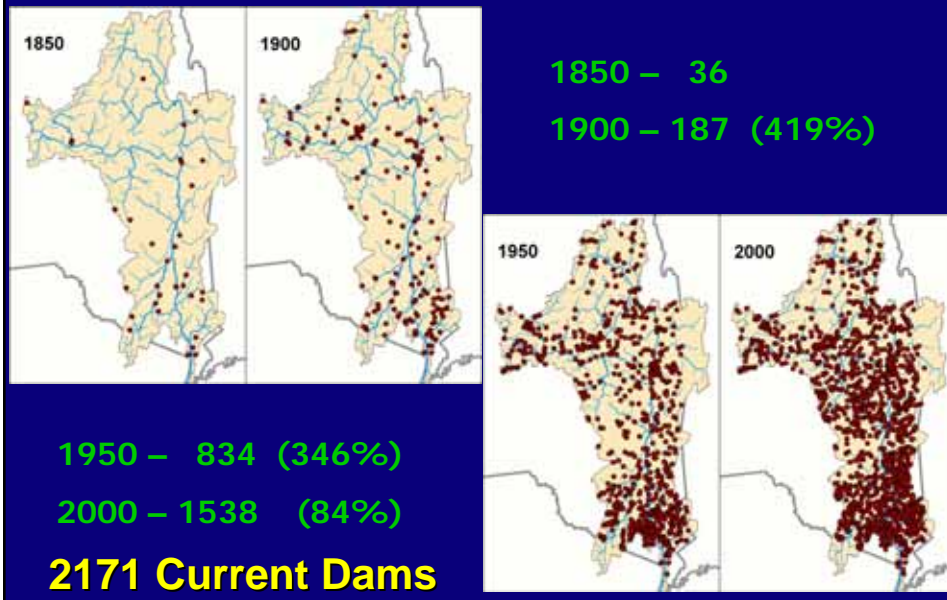 1850
1900
1850 – 36
1900 – 187 (419%)
1950
2000
1950 – 834 (346%)
2000 – 1538 (84%)
2171 Current Dams